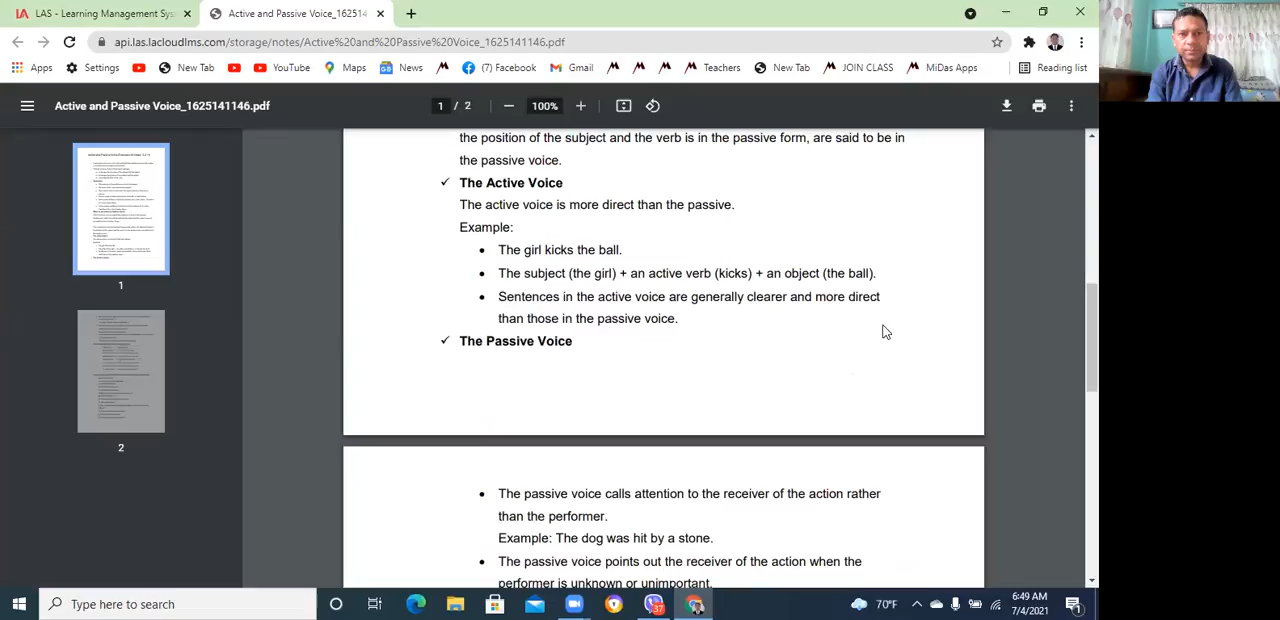 LAS - Learning Management Sys
Active and Passive Voice_16251
api.las.lacloudlms.com/storage/notes/Active%20and%20Passive%20Voice_1625141146.pdf
Apps Settings New Tab YouTube Maps News Facebook Gmail Teachers New Tab JOIN CLASS MiDas Apps Reading list
Active and Passive Voice_1625141146.pdf 1 / 2 100%
the position of the subject and the verb is in the passive form, are said to be in
the passive voice.
✓ The Active Voice
The active voice is more direct than the passive.
Example:
• The girl kicks the ball.
• The subject (the girl) + an active verb (kicks) + an object (the ball).
• Sentences in the active voice are generally clearer and more direct
than those in the passive voice.
✓ The Passive Voice
1
2
• The passive voice calls attention to the receiver of the action rather
than the performer.
Example: The dog was hit by a stone.
• The passive voice points out the receiver of the action when the
performer is unknown or unimportant.
Type here to search
37
70°F
6:49 AM
7/4/2021
1